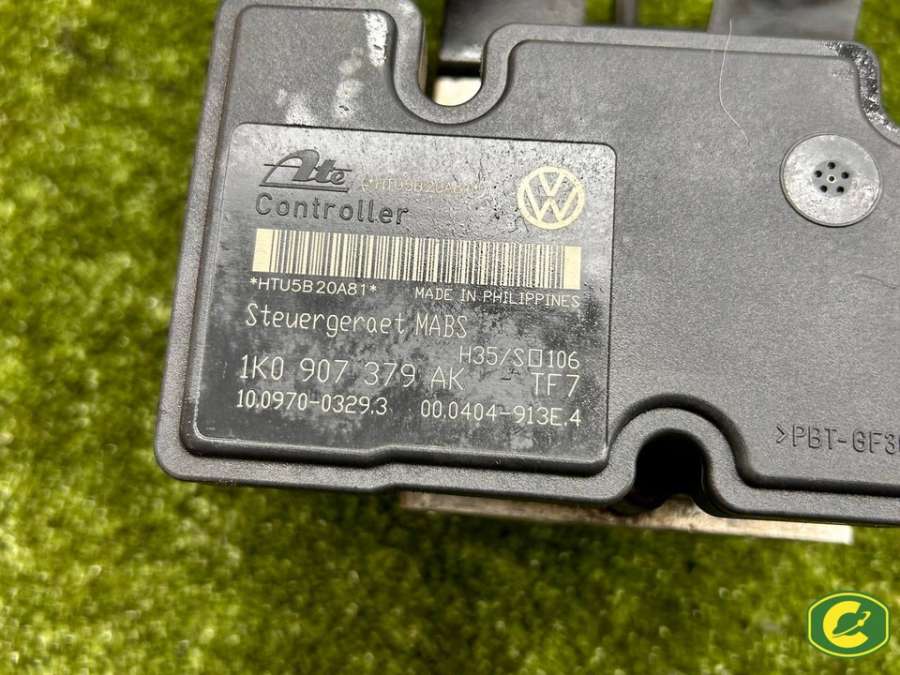 Ate *HTU5B20A81*
Controller
*HTU5B20A81* MADE IN PHILIPPINES
Steuergeraet MABS
H35/S□106
1K0 907 379 AK TF7
10.0970-0329.3 00.0404-913E.4
>PBT-GF3